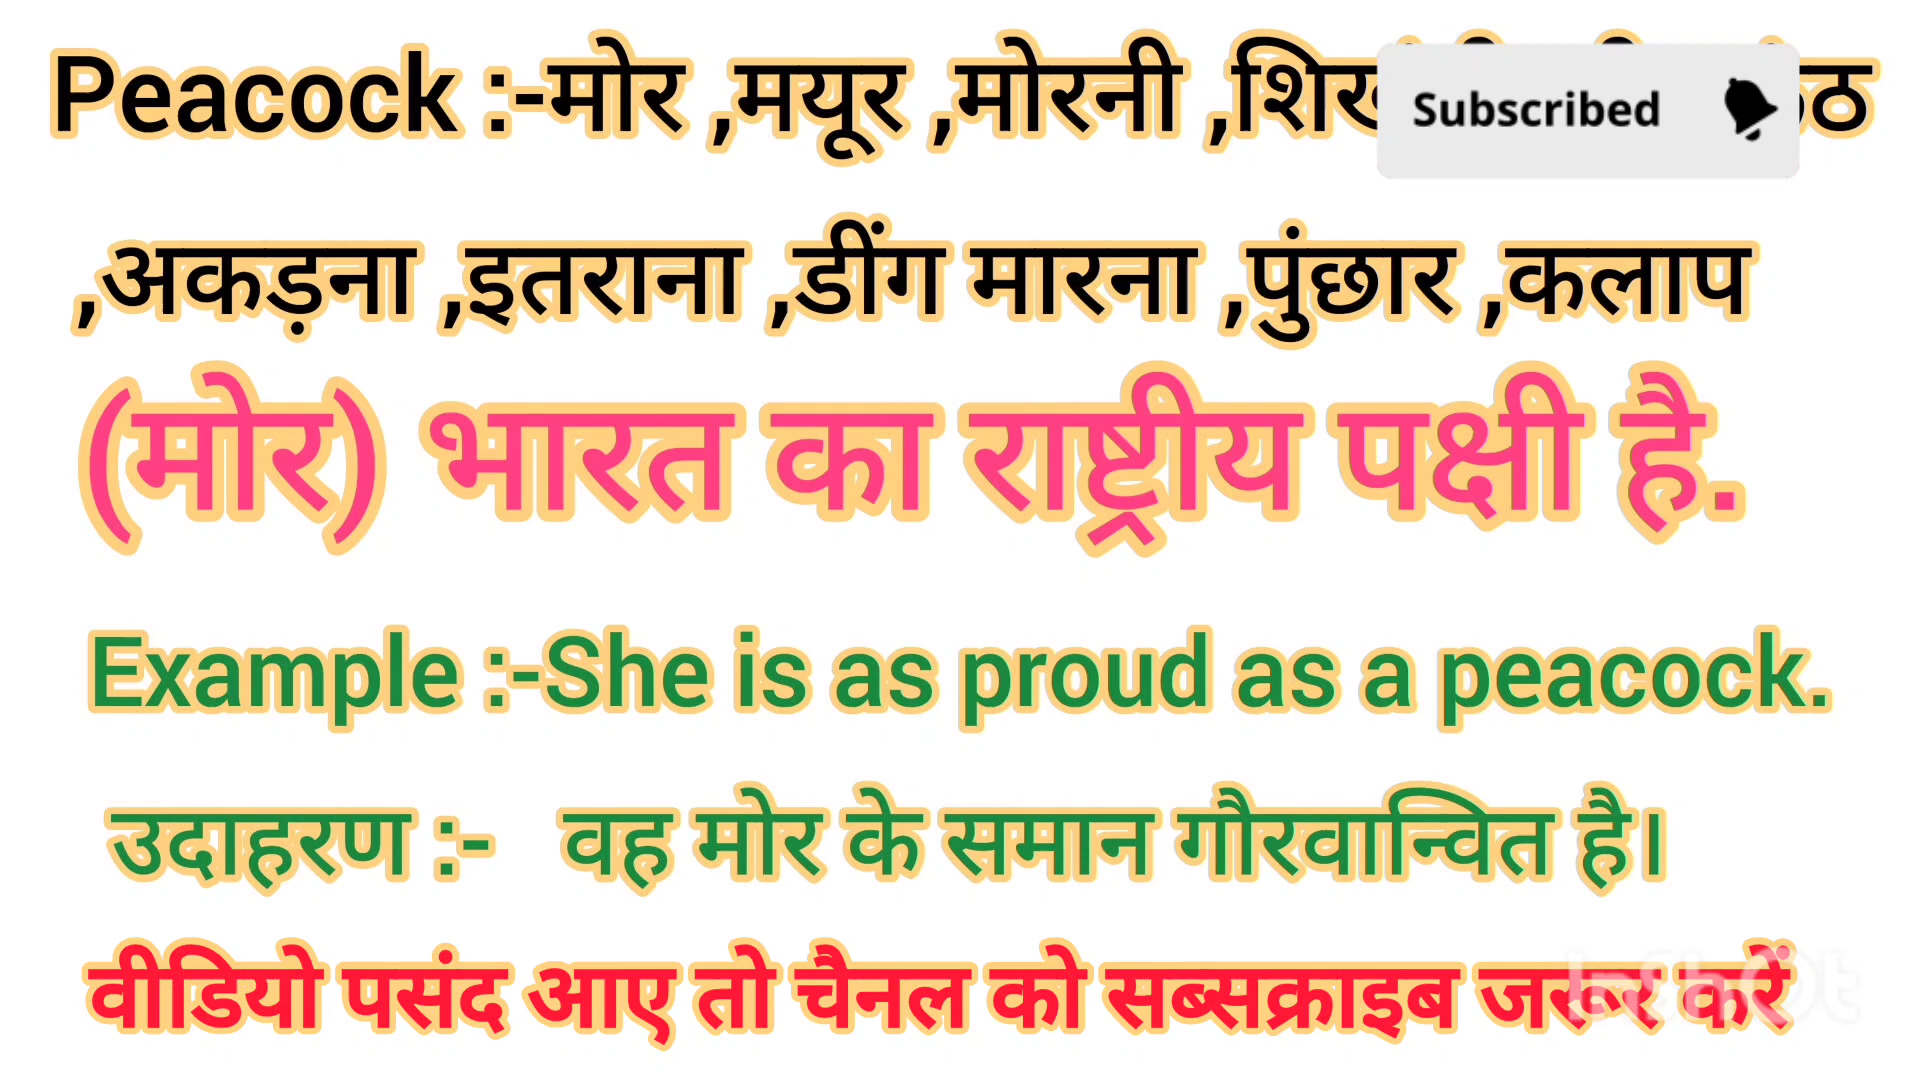 Peacock :-मोर ,मयूर ,मोरनी ,
Subscribed
,अकड़ना ,इतराना ,डींग मारना ,पुंछार ,कलाप
(मोर) भारत का राष्ट्रीय पक्षी है.
Example :-She is as proud as a peacock.
उदाहरण :- वह मोर के समान गौरवान्वित है।
वीडियो पसंद आए तो चैनल को सब्सक्राइब जरूर करें
InShOt